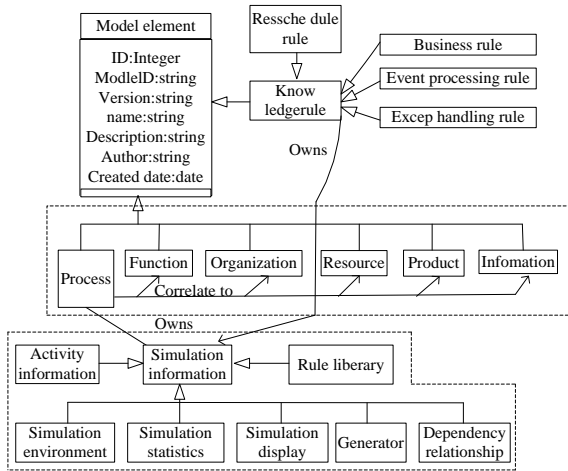 Model element
ID:Integer
ModlelD:string
Version:string
name:string
Description:string
Author:string
Created date:date
Ressche dule
rule
Know
ledgerule
Business rule
Event processing rule
Excep handling rule
Owns
Process
Function
Organization
Resource
Product
Infomation
Correlate to
Owns
Activity
information
Simulation
information
Rule liberary
Simulation
environment
Simulation
statistics
Simulation
display
Generator
Dependency
relationship